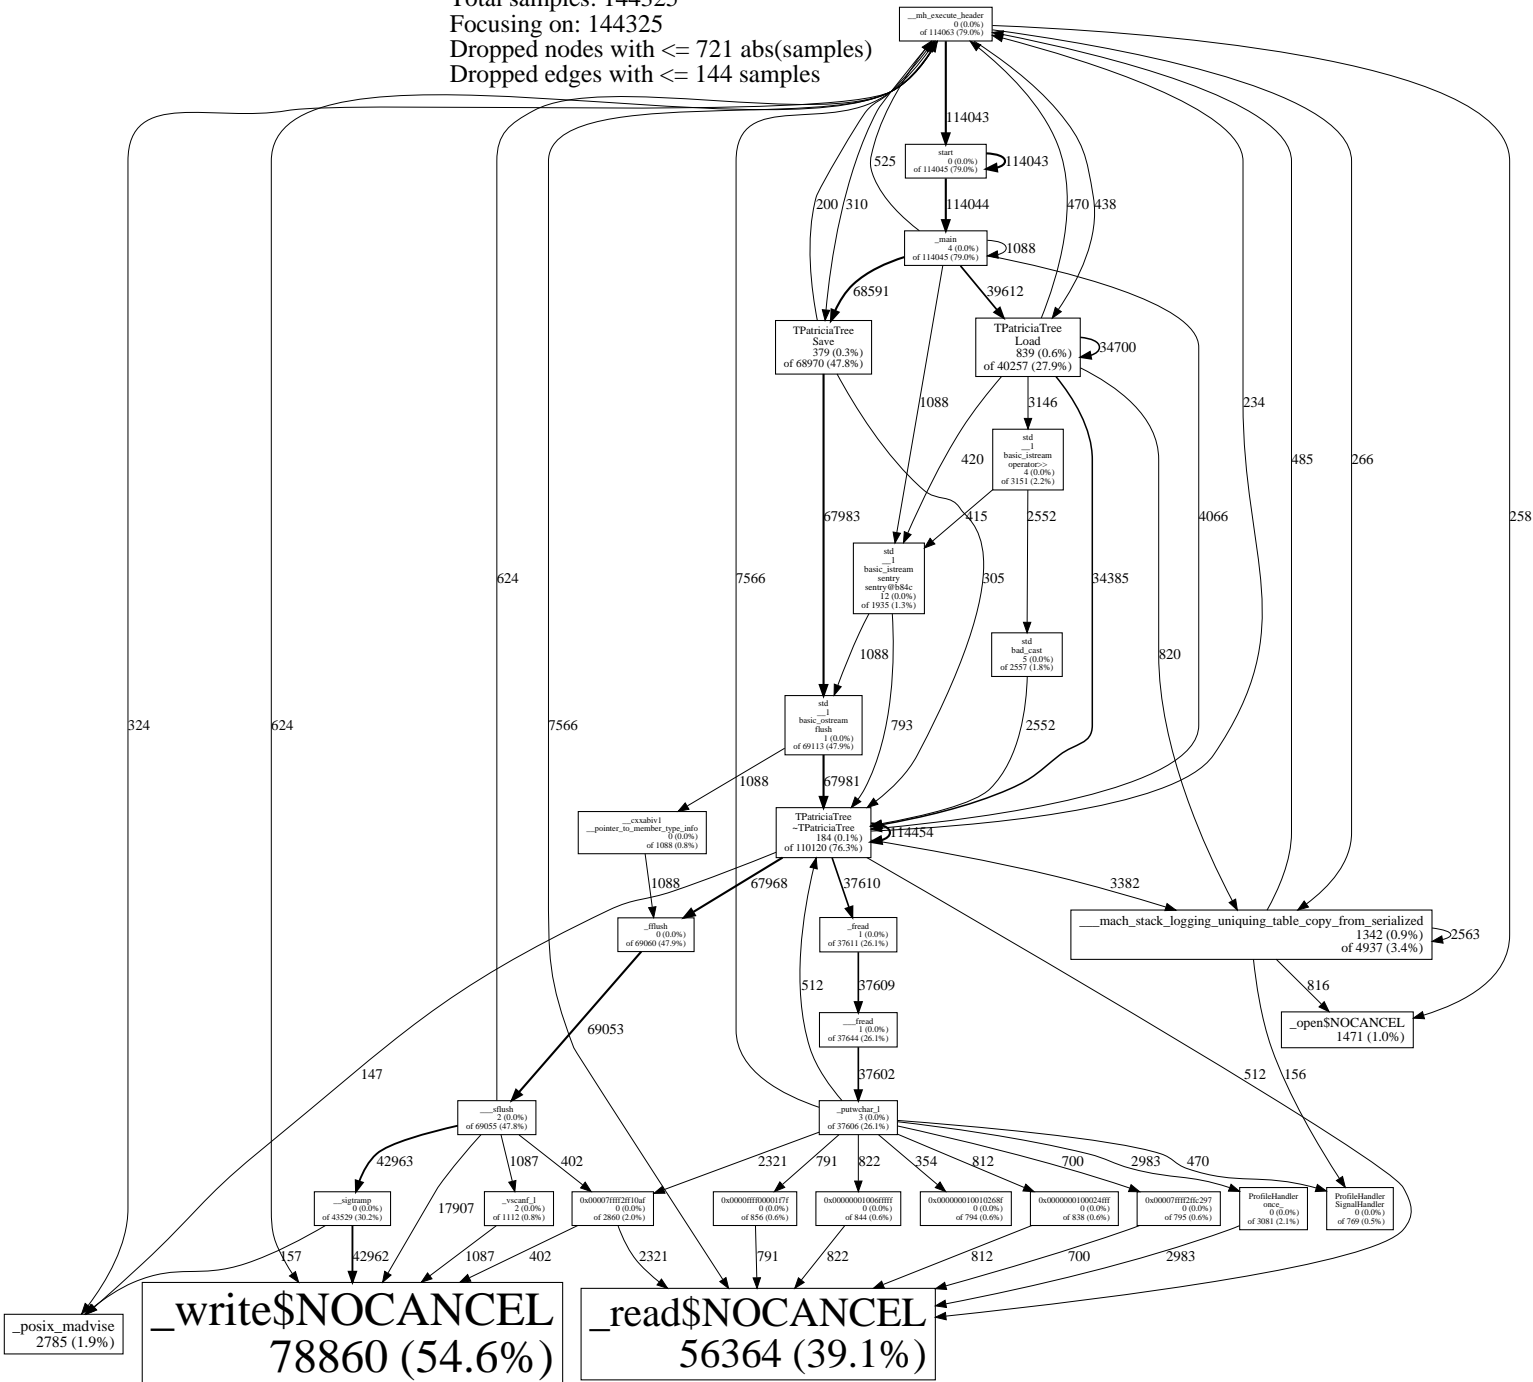 Total samples: 144325
Focusing on: 144325
Dropped nodes with <= 721 abs(samples)
Dropped edges with <= 144 samples
__mh_execute_header
0 (0.0%)
of 114063 (79.0%)
114043
start
0 (0.0%)
of 114045 (79.0%)
114043
525
200
310
114044
470
438
_main
4 (0.0%)
of 114045 (79.0%)
1088
68591
39612
TPatriciaTree
Save
379 (0.3%)
of 68970 (47.8%)
TPatriciaTree
Load
839 (0.6%)
of 40257 (27.9%)
34700
1088
3146
234
std
__1
basic_istream
operator>>
4 (0.0%)
of 3151 (2.2%)
420
485
266
67983
415
2552
4066
258
std
__1
basic_istream
sentry
sentry@b84c
12 (0.0%)
of 1935 (1.3%)
624
7566
305
34385
std
bad_cast
5 (0.0%)
of 2557 (1.8%)
1088
820
std
__1
basic_ostream
flush
1 (0.0%)
of 69113 (47.9%)
324
624
7566
793
2552
1088
67981
__cxxabiv1
__pointer_to_member_type_info
0 (0.0%)
of 1088 (0.8%)
TPatriciaTree
~TPatriciaTree
184 (0.1%)
of 110120 (76.3%)
114454
1088
67968
37610
3382
_fflush
0 (0.0%)
of 69060 (47.9%)
_fread
1 (0.0%)
of 37611 (26.1%)
___mach_stack_logging_uniquing_table_copy_from_serialized
1342 (0.9%)
of 4937 (3.4%)
2563
512
37609
816
69053
___fread
1 (0.0%)
of 37644 (26.1%)
_open$NOCANCEL
1471 (1.0%)
147
37602
512
156
___sflush
2 (0.0%)
of 69055 (47.8%)
_putwchar_l
3 (0.0%)
of 37606 (26.1%)
42963
1087
402
2321
791
822
354
812
700
2983
470
__sigtramp
0 (0.0%)
of 43529 (30.2%)
17907
_vscanf_l
2 (0.0%)
of 1112 (0.8%)
0x00007ffff2ff10af
0 (0.0%)
of 2860 (2.0%)
0x0000ffff00001f7f
0 (0.0%)
of 856 (0.6%)
0x00000001006fffff
0 (0.0%)
of 844 (0.6%)
0x000000010010268f
0 (0.0%)
of 794 (0.6%)
0x0000000100024fff
0 (0.0%)
of 838 (0.6%)
0x00007ffff2ffc297
0 (0.0%)
of 795 (0.6%)
ProfileHandler
once_
0 (0.0%)
of 3081 (2.1%)
ProfileHandler
SignalHandler
0 (0.0%)
of 769 (0.5%)
157
42962
1087
402
2321
791
822
812
700
2983
_posix_madvise
2785 (1.9%)
_write$NOCANCEL
78860 (54.6%)
_read$NOCANCEL
56364 (39.1%)